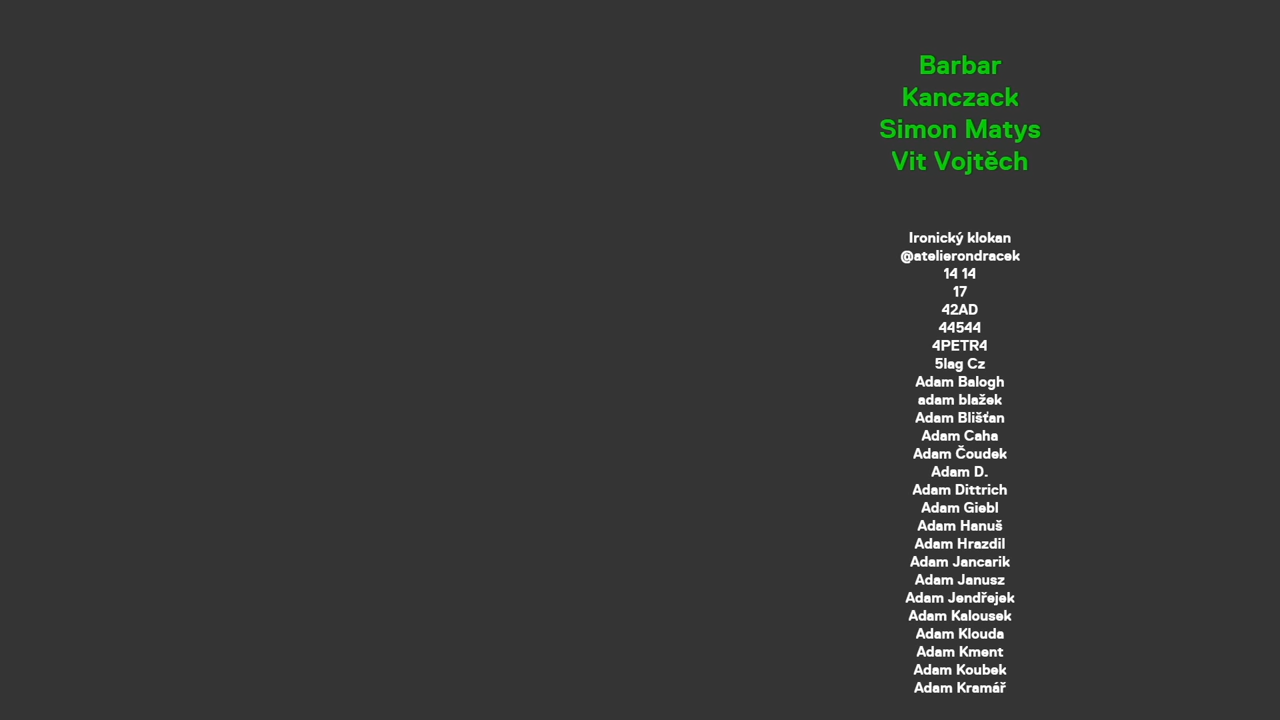 Barbar
Kanczack
Simon Matys
Vit Vojtěch
Ironický klokan
@atelierondracek
14 14
17
42AD
44544
4PETR4
5lag Cz
Adam Balogh
adam blažek
Adam Blišťan
Adam Caha
Adam Čoudek
Adam D.
Adam Dittrich
Adam Giebl
Adam Hanuš
Adam Hrazdil
Adam Jancarik
Adam Janusz
Adam Jendřejek
Adam Kalousek
Adam Klouda
Adam Kment
Adam Koubek
Adam Kramář